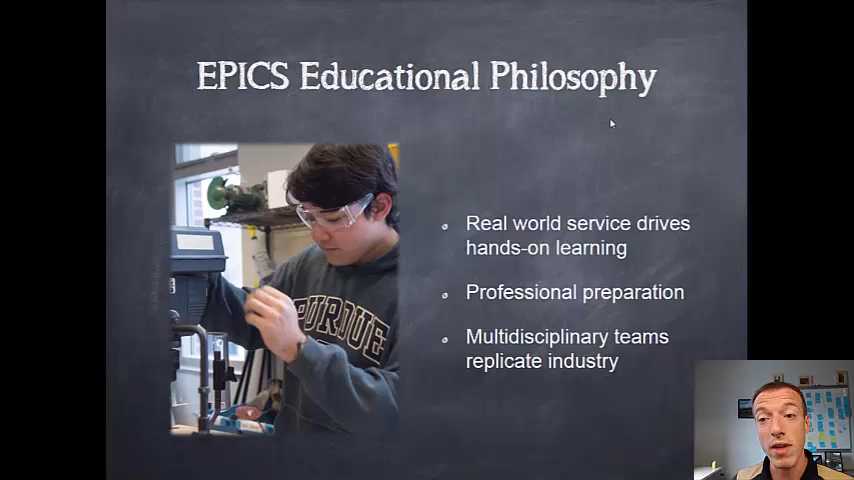 EPICS Educational Philosophy
Real world service drives
hands-on learning
Professional preparation
Multidisciplinary teams
replicate industry
PURDUE